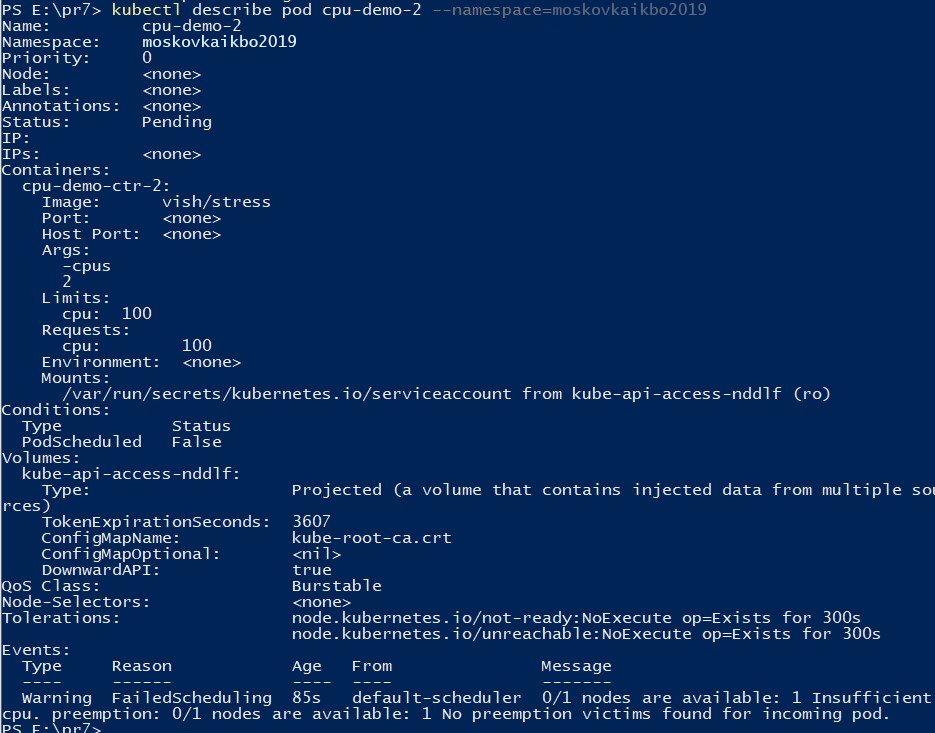 PS E:\pr7> kubectl describe pod cpu-demo-2 --namespace=moskovkaikbo2019
Name:         cpu-demo-2
Namespace:    moskovkaikbo2019
Priority:     0
Node:         <none>
Labels:       <none>
Annotations:  <none>
Status:       Pending
IP:
IPs:          <none>
Containers:
  cpu-demo-ctr-2:
    Image:      vish/stress
    Port:       <none>
    Host Port:  <none>
    Args:
      -cpus
      2
    Limits:
      cpu:  100
    Requests:
      cpu:        100
    Environment:  <none>
    Mounts:
      /var/run/secrets/kubernetes.io/serviceaccount from kube-api-access-nddlf (ro)
Conditions:
  Type           Status
  PodScheduled   False
Volumes:
  kube-api-access-nddlf:
    Type:                    Projected (a volume that contains injected data from multiple sou
rces)
    TokenExpirationSeconds:  3607
    ConfigMapName:           kube-root-ca.crt
    ConfigMapOptional:       <nil>
    DownwardAPI:             true
QoS Class:                   Burstable
Node-Selectors:              <none>
Tolerations:                 node.kubernetes.io/not-ready:NoExecute op=Exists for 300s
                             node.kubernetes.io/unreachable:NoExecute op=Exists for 300s
Events:
  Type     Reason            Age   From               Message
  ----     ------            ----  ----               -------
  Warning  FailedScheduling  85s   default-scheduler  0/1 nodes are available: 1 Insufficient
cpu. preemption: 0/1 nodes are available: 1 No preemption victims found for incoming pod.
PS E:\pr7>